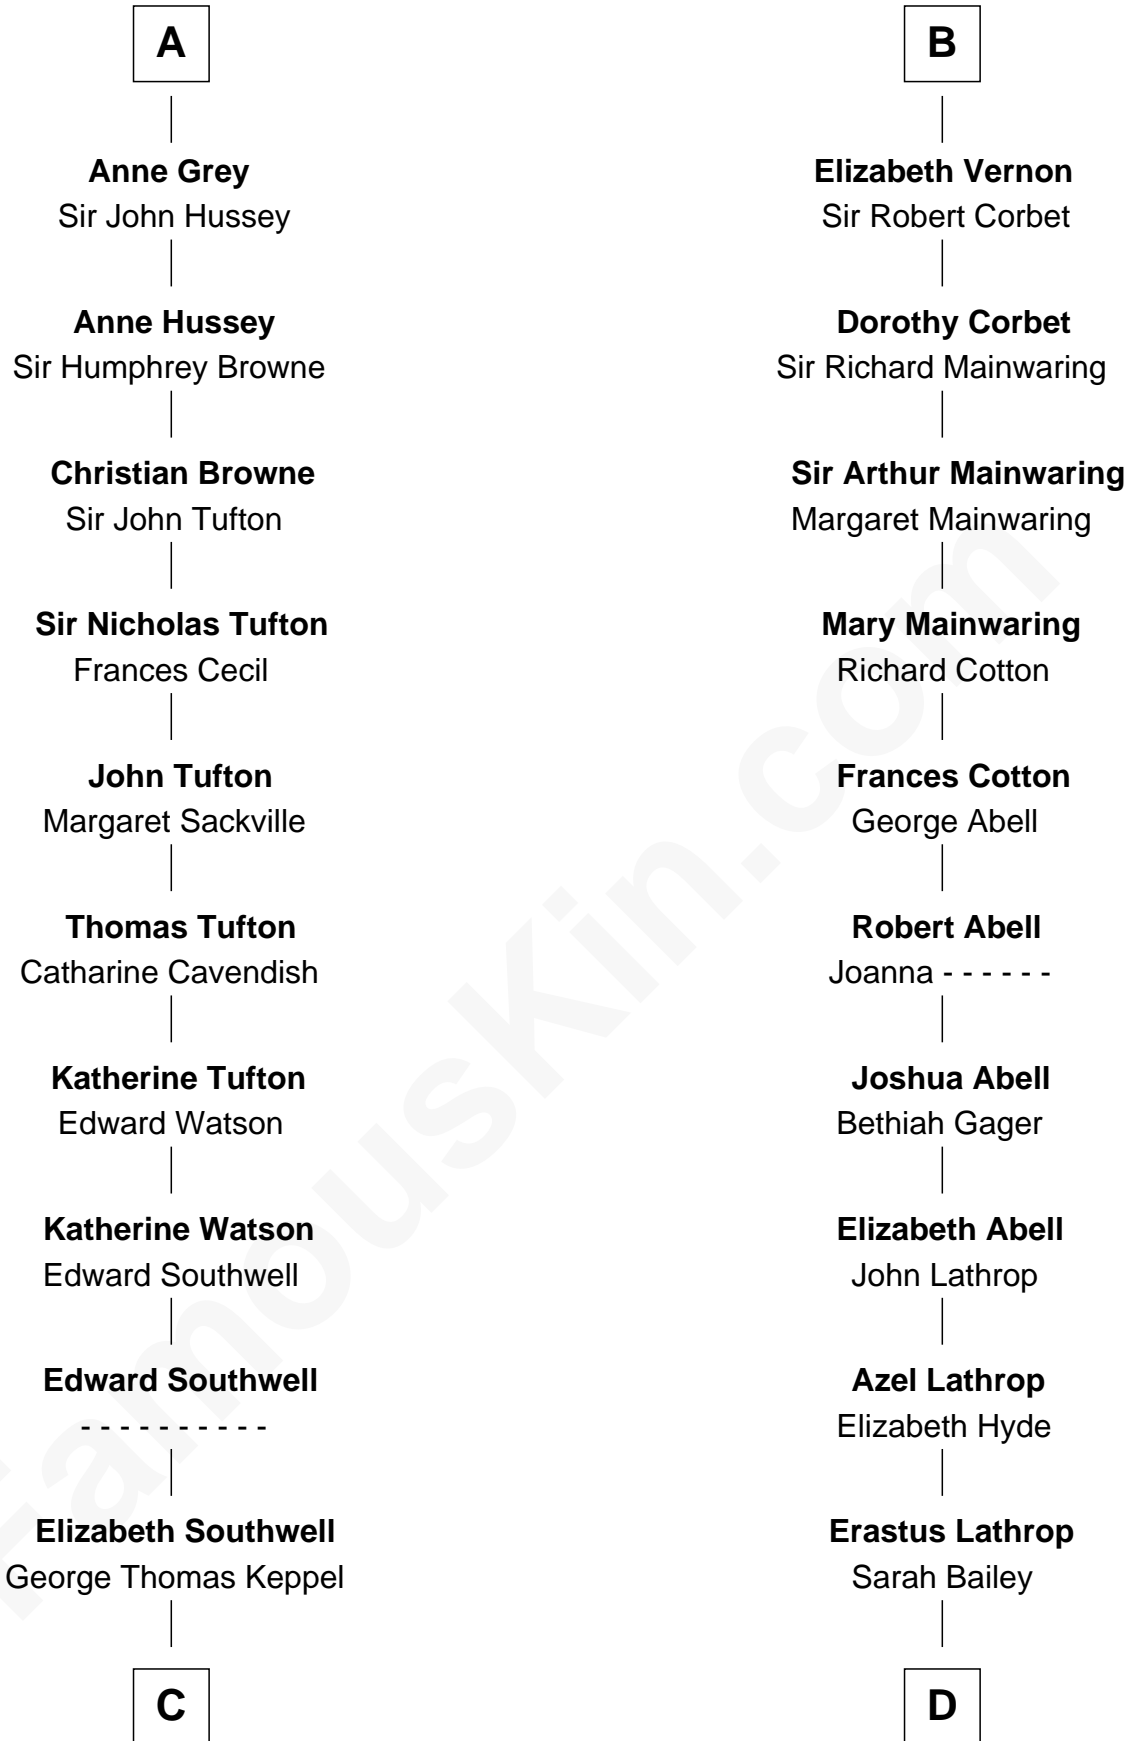 A
Anne Grey
Sir John Hussey
Anne Hussey
Sir Humphrey Browne
Christian Browne
Sir John Tufton
Sir Nicholas Tufton
Frances Cecil
John Tufton
Margaret Sackville
Thomas Tufton
Catharine Cavendish
Katherine Tufton
Edward Watson
Katherine Watson
Edward Southwell
Edward Southwell
- - - - - - - - - -
Elizabeth Southwell
George Thomas Keppel
C
B
Elizabeth Vernon
Sir Robert Corbet
Dorothy Corbet
Sir Richard Mainwaring
Sir Arthur Mainwaring
Margaret Mainwaring
Mary Mainwaring
Richard Cotton
Frances Cotton
George Abell
Robert Abell
Joanna - - - - - -
Joshua Abell
Bethiah Gager
Elizabeth Abell
John Lathrop
Azel Lathrop
Elizabeth Hyde
Erastus Lathrop
Sarah Bailey
D
FamousKin.com